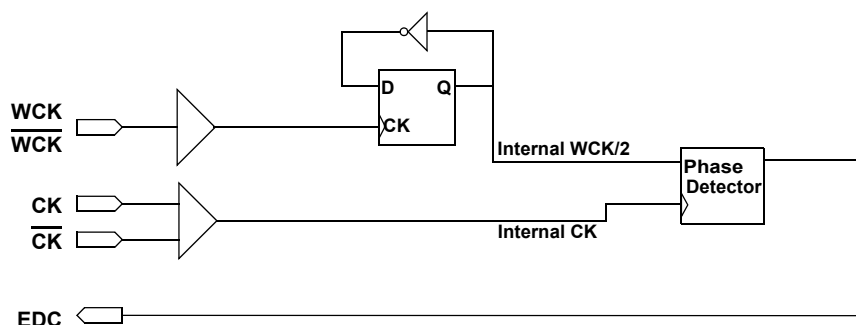 WCK
WCK
D Q
CK
Internal WCK/2
Phase
Detector
CK
CK
Internal CK
EDC